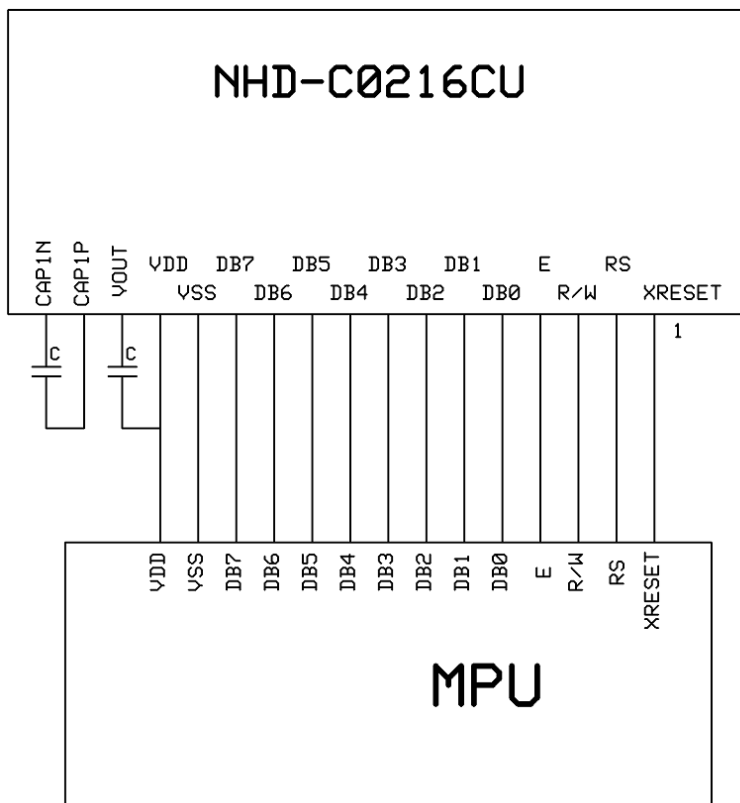 NHD-C0216CU
CAP1N CAP1P VOUT
VDD DB7 DB5 DB3 DB1 E RS
VSS DB6 DB4 DB2 DB0 R/W XRESET
1
C C
VDD VSS DB7 DB6 DB5 DB4 DB3 DB2 DB1 DB0 E R/W RS XRESET
MPU